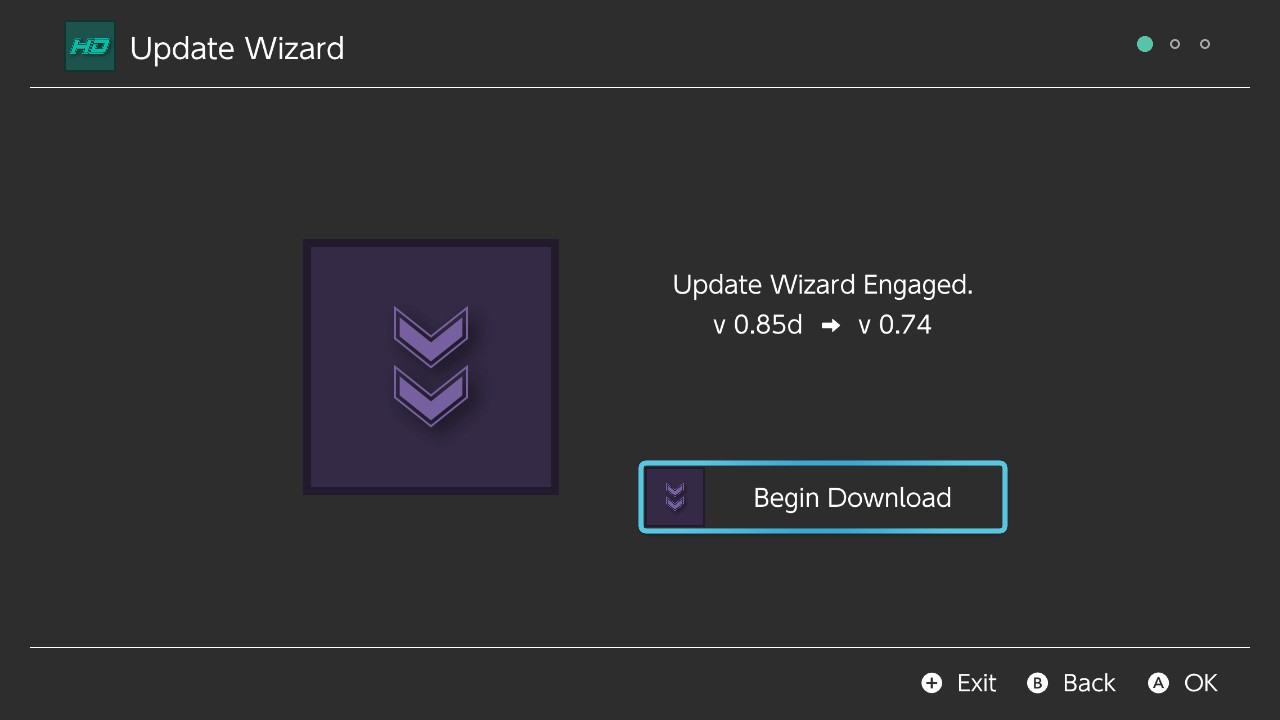 HD Update Wizard
Update Wizard Engaged.
v 0.85d ➡ v 0.74
Begin Download
+ Exit B Back A OK